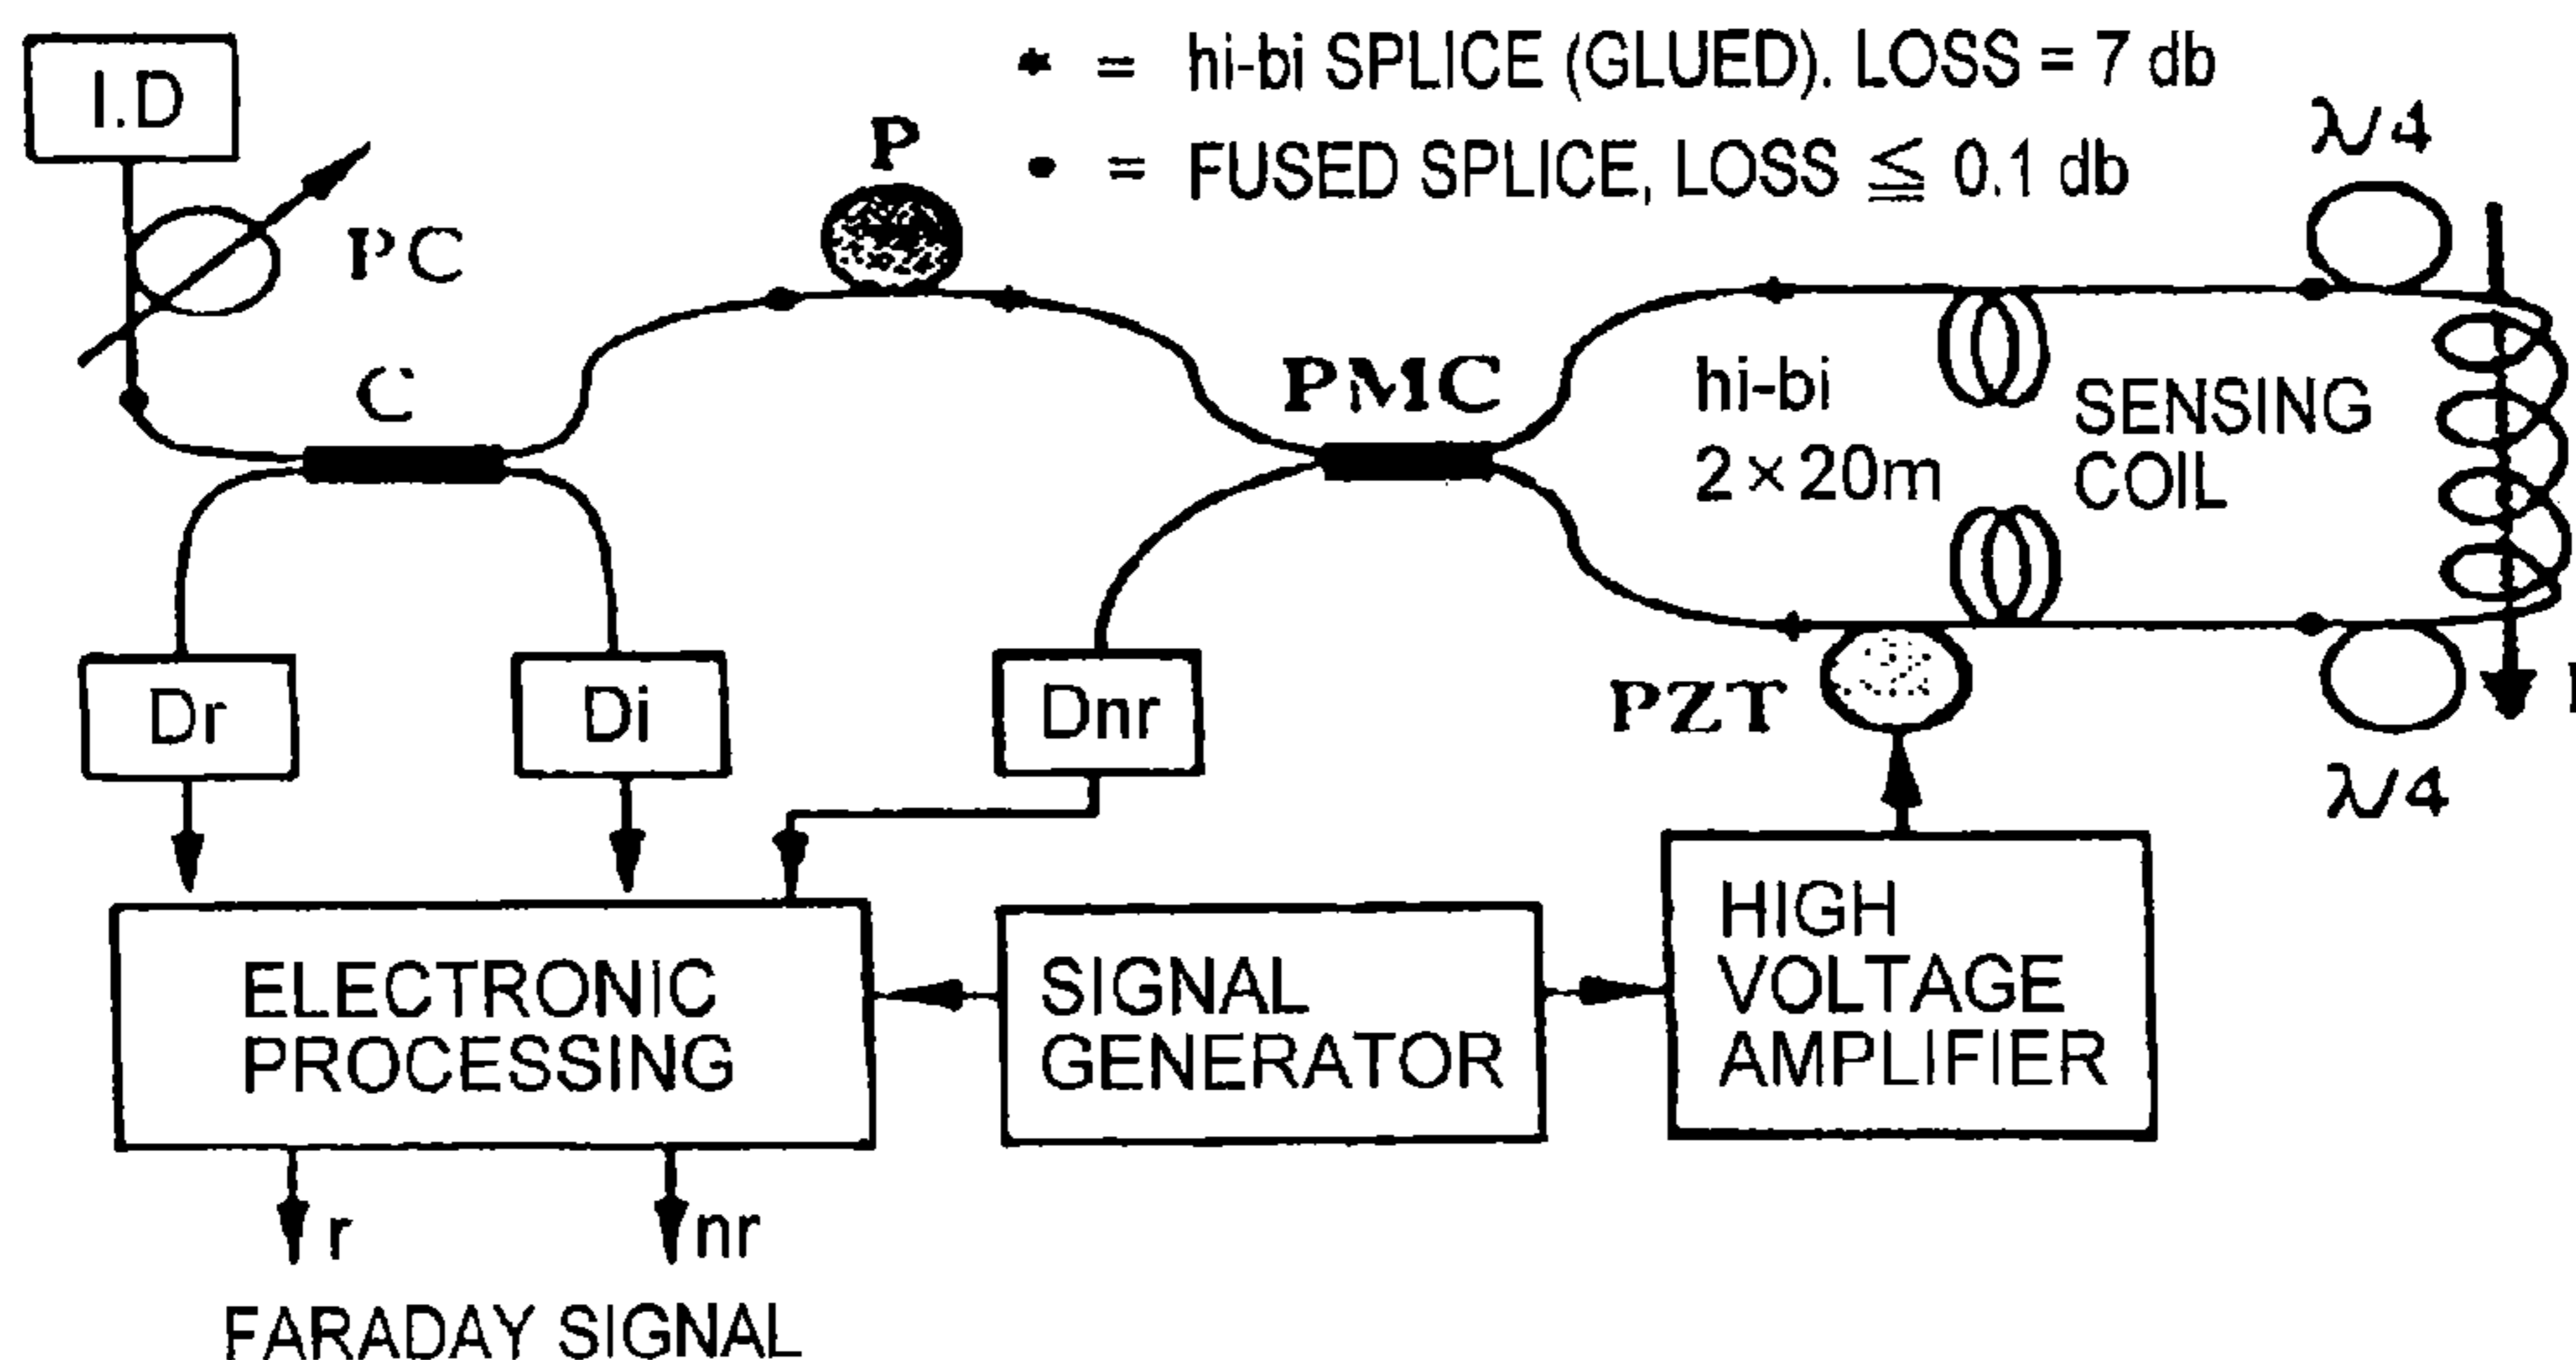 I.D
* = hi-bi SPLICE (GLUED). LOSS = 7 db
• = FUSED SPLICE, LOSS ≦ 0.1 db
P
λ/4
PC
C
PMC
hi-bi
2×20m
SENSING
COIL
Dr
Di
Dnr
PZT
λ/4
ELECTRONIC
PROCESSING
SIGNAL
GENERATOR
HIGH
VOLTAGE
AMPLIFIER
r
nr
FARADAY SIGNAL